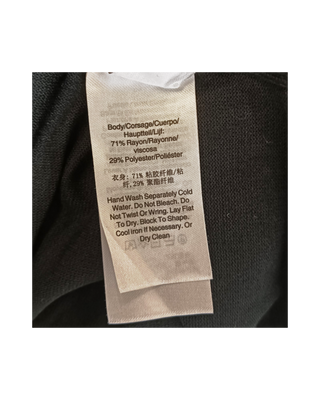 Body/Corsage/Cuerpo/
Hauptteil/Lijf:
71% Rayon/Rayonne/
viscosa
29% Polyester/Poliéster
衣身: 71% 粘胶纤维/粘
纤,29% 聚酯纤维
Hand Wash Separately Cold
Water. Do Not Bleach. Do
Not Twist Or Wring. Lay Flat
To Dry. Block To Shape.
Cool Iron If Necessary. Or
Dry Clean